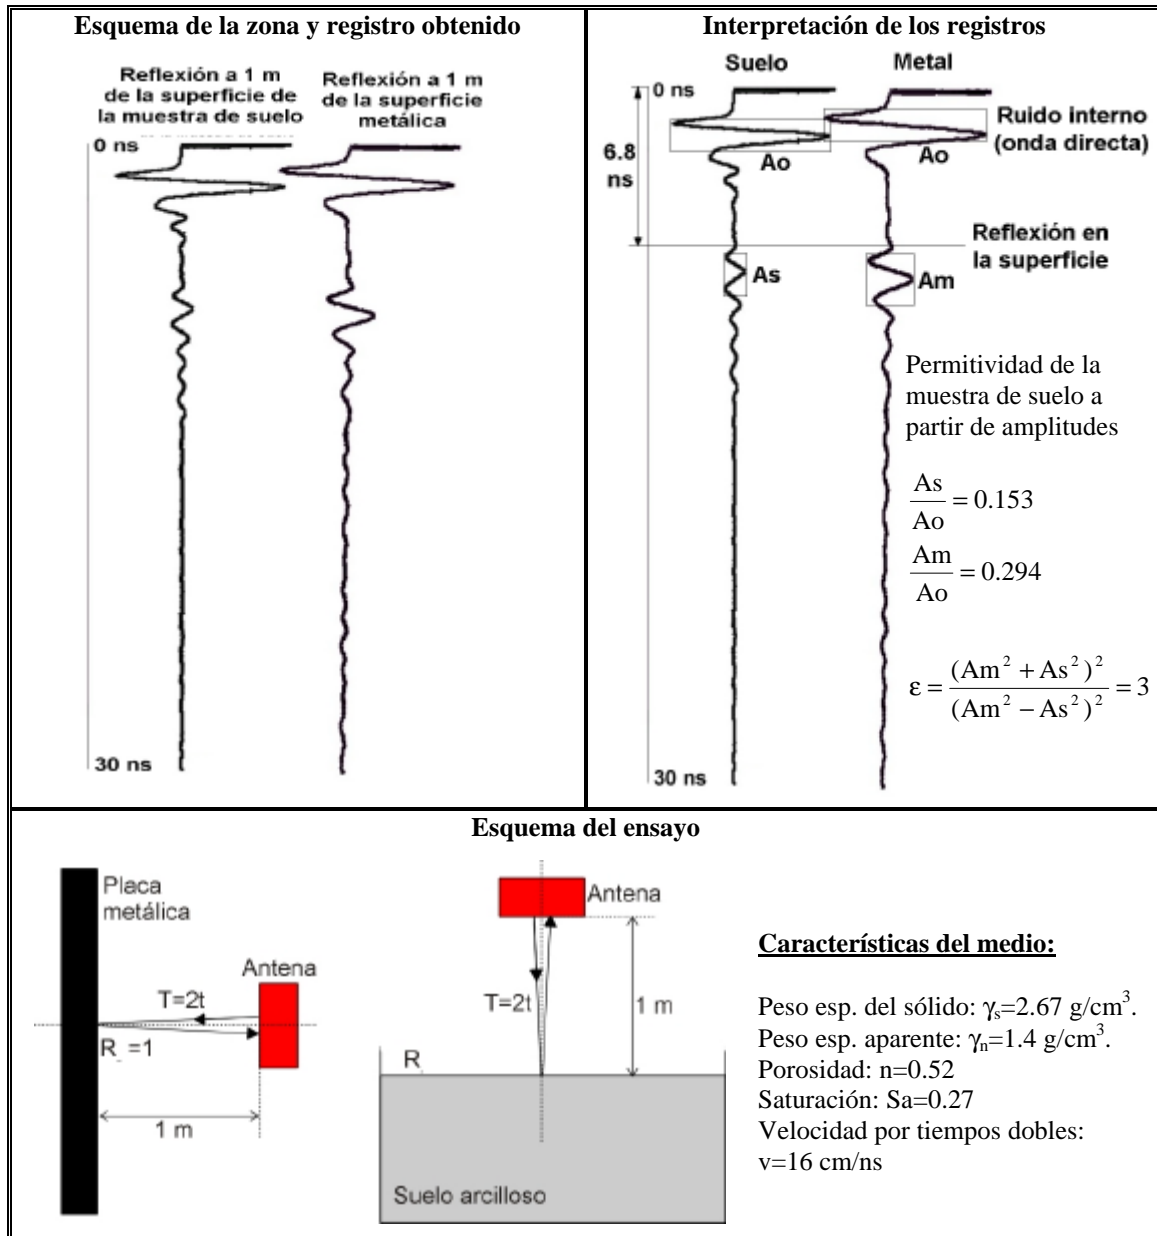 Esquema de la zona y registro obtenido
Reflexión a 1 m
de la superficie de
la muestra de suelo
Reflexión a 1 m
de la superficie
metálica
0 ns
30 ns
Interpretación de los registros
Suelo
Metal
0 ns
Ruido interno
(onda directa)
Ao
Ao
6.8
ns
Reflexión en
la superficie
As
Am
Permitividad de la
muestra de suelo a
partir de amplitudes
As/Ao = 0.153
Am/Ao = 0.294
ε = (Am² + As²)² / (Am² − As²)² = 3
30 ns
Esquema del ensayo
Placa
metálica
Antena
T=2t
R =1
1 m
Antena
T=2t
1 m
R
Suelo arcilloso
Características del medio:
Peso esp. del sólido: γs=2.67 g/cm³.
Peso esp. aparente: γn=1.4 g/cm³.
Porosidad: n=0.52
Saturación: Sa=0.27
Velocidad por tiempos dobles:
v=16 cm/ns